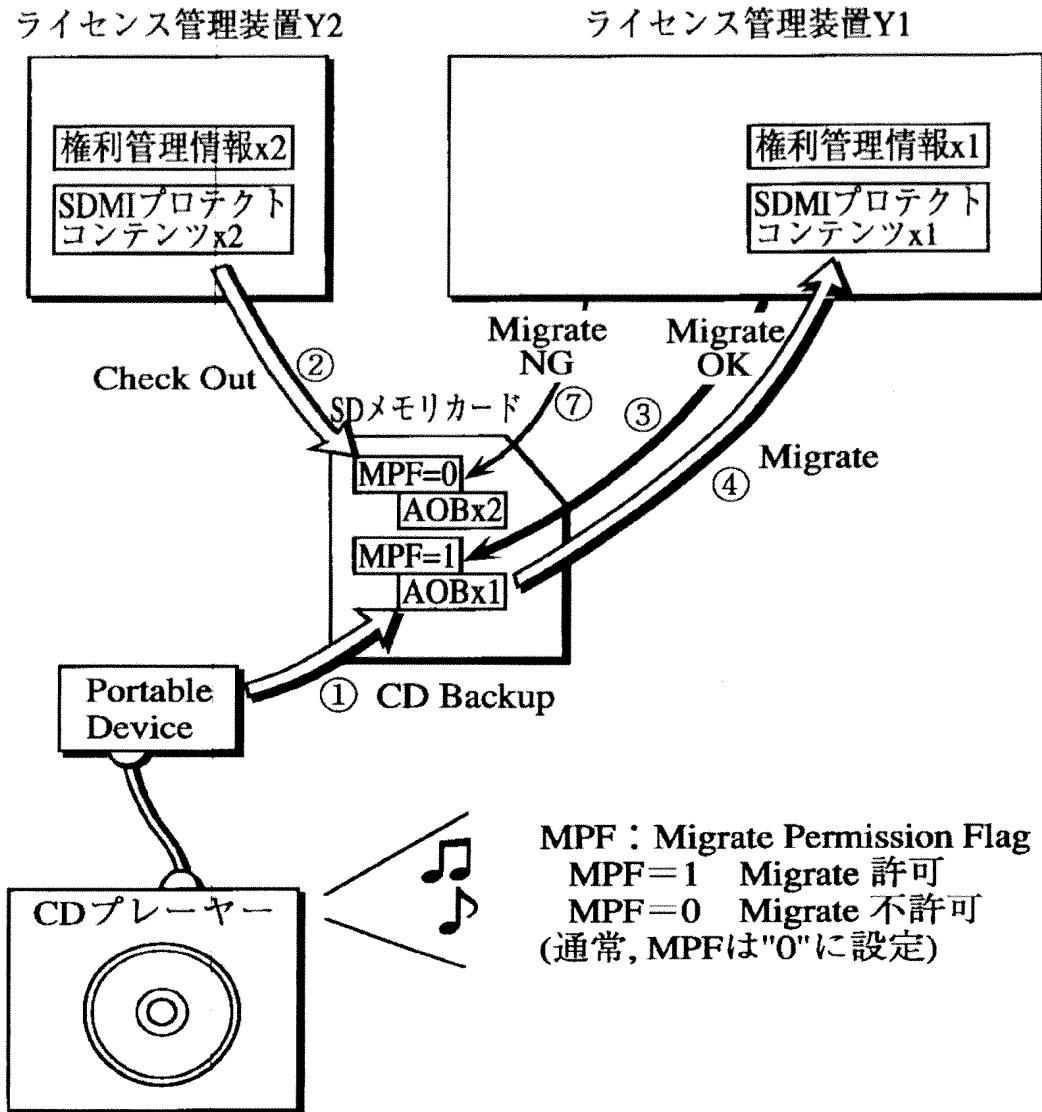 ライセンス管理装置Y2
ライセンス管理装置Y1
権利管理情報x2
SDMIプロテクト
コンテンツx2
権利管理情報x1
SDMIプロテクト
コンテンツx1
Check Out
②
Migrate
NG
⑦
Migrate
OK
③
④
Migrate
SDメモリカード
MPF=0
AOBx2
MPF=1
AOBx1
① CD Backup
Portable
Device
CDプレーヤー
MPF：Migrate Permission Flag
MPF＝1 Migrate 許可
MPF＝0 Migrate 不許可
(通常, MPFは"0"に設定)